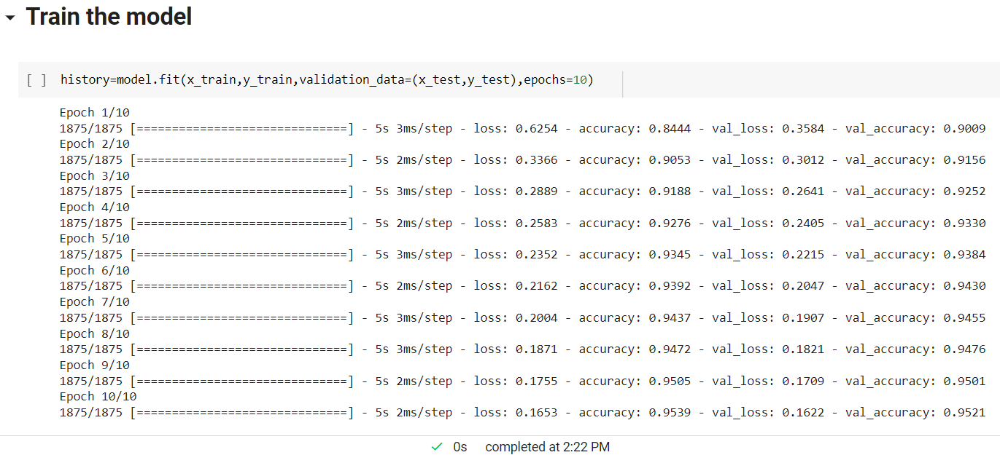 Train the model
[ ] history=model.fit(x_train,y_train,validation_data=(x_test,y_test),epochs=10)
Epoch 1/10
1875/1875 [==============================] - 5s 3ms/step - loss: 0.6254 - accuracy: 0.8444 - val_loss: 0.3584 - val_accuracy: 0.9009
Epoch 2/10
1875/1875 [==============================] - 5s 2ms/step - loss: 0.3366 - accuracy: 0.9053 - val_loss: 0.3012 - val_accuracy: 0.9156
Epoch 3/10
1875/1875 [==============================] - 5s 3ms/step - loss: 0.2889 - accuracy: 0.9188 - val_loss: 0.2641 - val_accuracy: 0.9252
Epoch 4/10
1875/1875 [==============================] - 5s 2ms/step - loss: 0.2583 - accuracy: 0.9276 - val_loss: 0.2405 - val_accuracy: 0.9330
Epoch 5/10
1875/1875 [==============================] - 5s 3ms/step - loss: 0.2352 - accuracy: 0.9345 - val_loss: 0.2215 - val_accuracy: 0.9384
Epoch 6/10
1875/1875 [==============================] - 5s 2ms/step - loss: 0.2162 - accuracy: 0.9392 - val_loss: 0.2047 - val_accuracy: 0.9430
Epoch 7/10
1875/1875 [==============================] - 5s 3ms/step - loss: 0.2004 - accuracy: 0.9437 - val_loss: 0.1907 - val_accuracy: 0.9455
Epoch 8/10
1875/1875 [==============================] - 5s 3ms/step - loss: 0.1871 - accuracy: 0.9472 - val_loss: 0.1821 - val_accuracy: 0.9476
Epoch 9/10
1875/1875 [==============================] - 5s 2ms/step - loss: 0.1755 - accuracy: 0.9505 - val_loss: 0.1709 - val_accuracy: 0.9501
Epoch 10/10
1875/1875 [==============================] - 5s 2ms/step - loss: 0.1653 - accuracy: 0.9539 - val_loss: 0.1622 - val_accuracy: 0.9521
0s completed at 2:22 PM